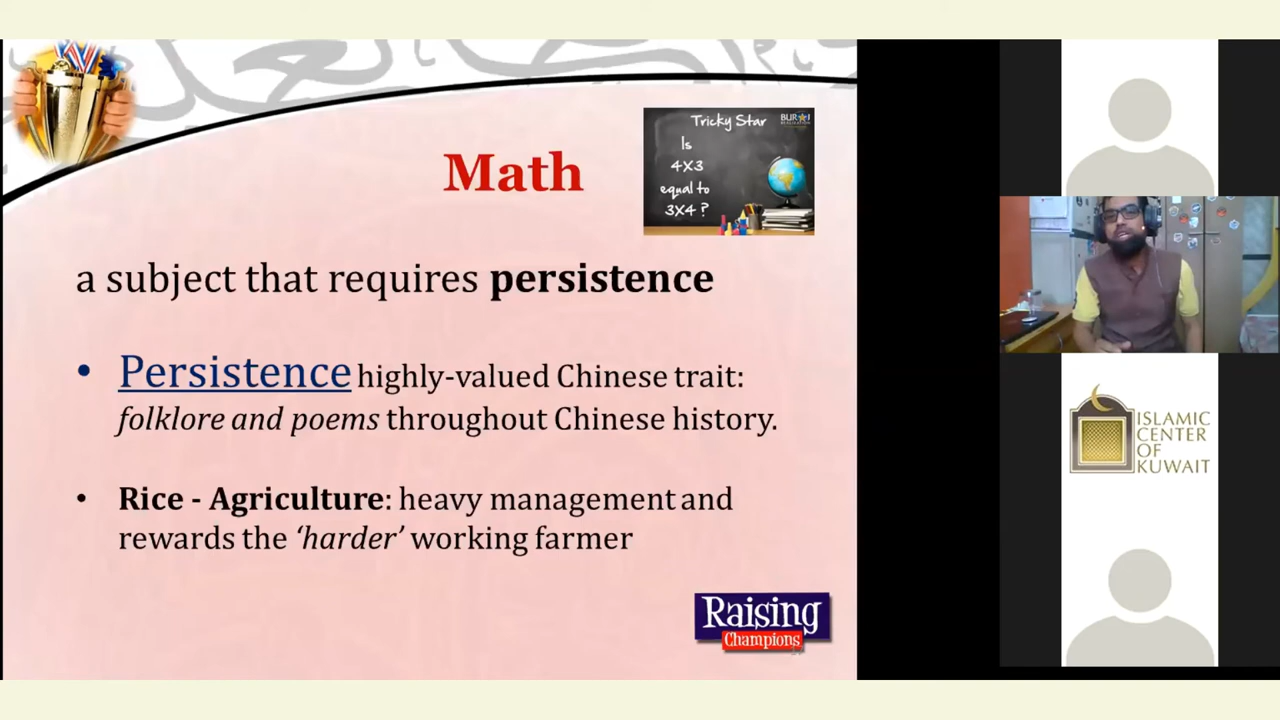 Math
Tricky Star
Is
4X3
equal to
3X4 ?
BURUJ
a subject that requires persistence
• Persistence highly-valued Chinese trait:
folklore and poems throughout Chinese history.
• Rice - Agriculture: heavy management and
rewards the ‘harder’ working farmer
Raising
Champions
ISLAMIC
CENTER
OF
KUWAIT